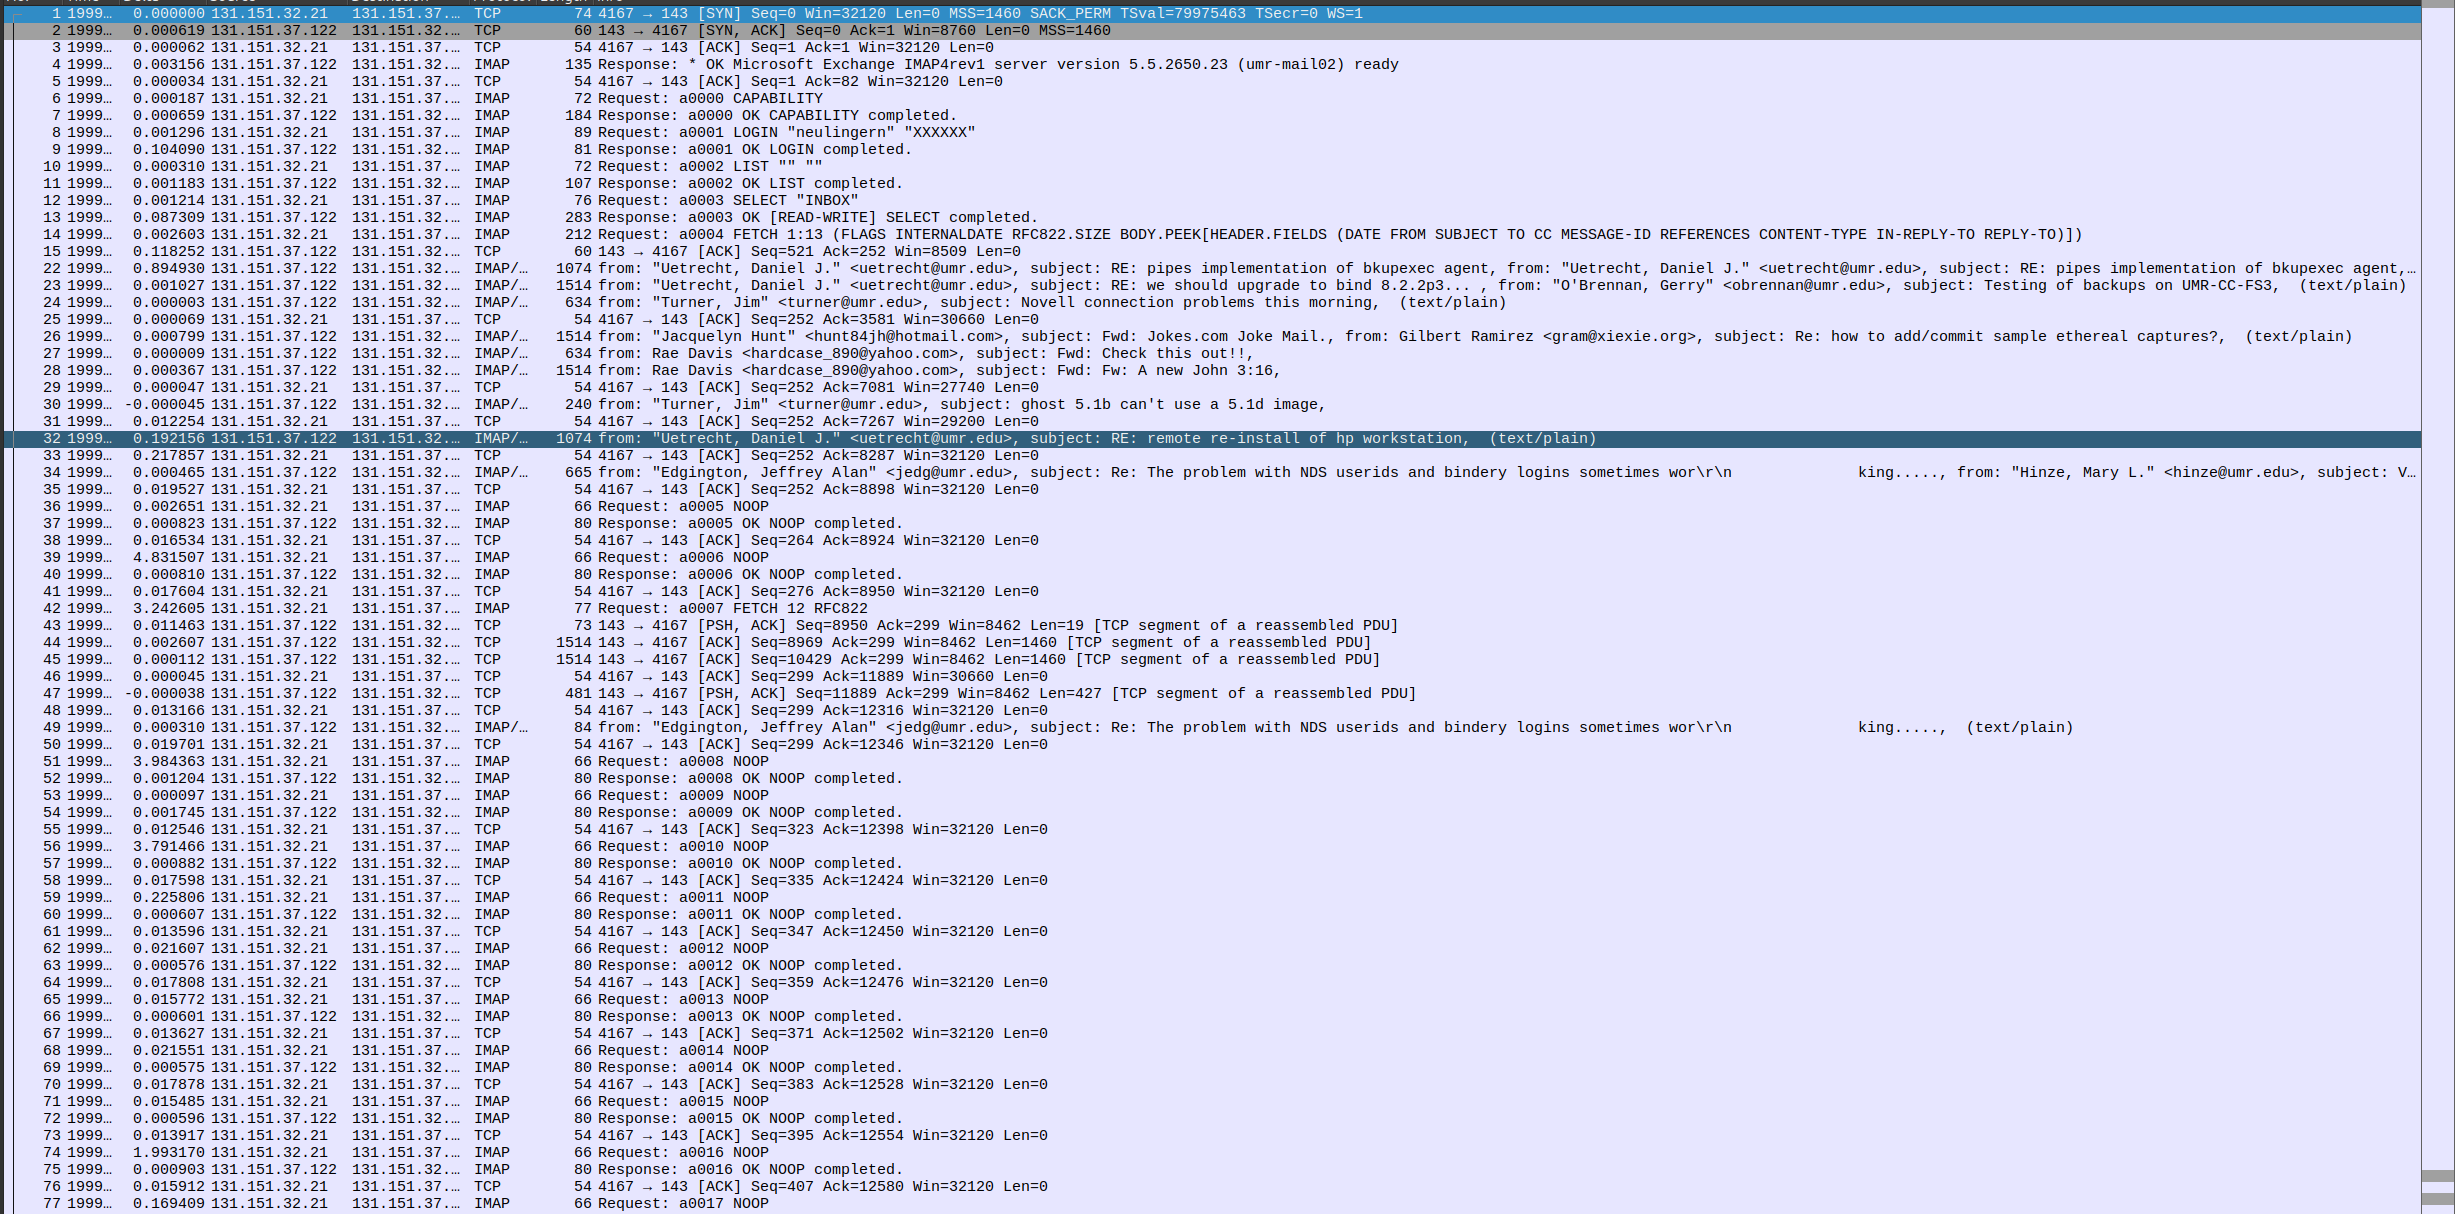 1 1999… 0.000000 131.151.32.21 131.151.37.… TCP 74 4167 → 143 [SYN] Seq=0 Win=32120 Len=0 MSS=1460 SACK_PERM TSval=79975463 TSecr=0 WS=1
2 1999… 0.000619 131.151.37.122 131.151.32.… TCP 60 143 → 4167 [SYN, ACK] Seq=0 Ack=1 Win=8760 Len=0 MSS=1460
3 1999… 0.000062 131.151.32.21 131.151.37.… TCP 54 4167 → 143 [ACK] Seq=1 Ack=1 Win=32120 Len=0
4 1999… 0.003156 131.151.37.122 131.151.32.… IMAP 135 Response: * OK Microsoft Exchange IMAP4rev1 server version 5.5.2650.23 (umr-mail02) ready
5 1999… 0.000034 131.151.32.21 131.151.37.… TCP 54 4167 → 143 [ACK] Seq=1 Ack=82 Win=32120 Len=0
6 1999… 0.000187 131.151.32.21 131.151.37.… IMAP 72 Request: a0000 CAPABILITY
7 1999… 0.000659 131.151.37.122 131.151.32.… IMAP 184 Response: a0000 OK CAPABILITY completed.
8 1999… 0.001296 131.151.32.21 131.151.37.… IMAP 89 Request: a0001 LOGIN "neulingern" "XXXXXX"
9 1999… 0.104090 131.151.37.122 131.151.32.… IMAP 81 Response: a0001 OK LOGIN completed.
10 1999… 0.000310 131.151.32.21 131.151.37.… IMAP 72 Request: a0002 LIST "" ""
11 1999… 0.001183 131.151.37.122 131.151.32.… IMAP 107 Response: a0002 OK LIST completed.
12 1999… 0.001214 131.151.32.21 131.151.37.… IMAP 76 Request: a0003 SELECT "INBOX"
13 1999… 0.087309 131.151.37.122 131.151.32.… IMAP 283 Response: a0003 OK [READ-WRITE] SELECT completed.
14 1999… 0.002603 131.151.32.21 131.151.37.… IMAP 212 Request: a0004 FETCH 1:13 (FLAGS INTERNALDATE RFC822.SIZE BODY.PEEK[HEADER.FIELDS (DATE FROM SUBJECT TO CC MESSAGE-ID REFERENCES CONTENT-TYPE IN-REPLY-TO REPLY-TO)])
15 1999… 0.118252 131.151.37.122 131.151.32.… TCP 60 143 → 4167 [ACK] Seq=521 Ack=252 Win=8509 Len=0
22 1999… 0.894930 131.151.37.122 131.151.32.… IMAP/… 1074 from: "Uetrecht, Daniel J." <uetrecht@umr.edu>, subject: RE: pipes implementation of bkupexec agent, from: "Uetrecht, Daniel J." <uetrecht@umr.edu>, subject: RE: pipes implementation of bkupexec agent,…
23 1999… 0.001027 131.151.37.122 131.151.32.… IMAP/… 1514 from: "Uetrecht, Daniel J." <uetrecht@umr.edu>, subject: RE: we should upgrade to bind 8.2.2p3... , from: "O'Brennan, Gerry" <obrennan@umr.edu>, subject: Testing of backups on UMR-CC-FS3,  (text/plain)
24 1999… 0.000003 131.151.37.122 131.151.32.… IMAP/… 634 from: "Turner, Jim" <turner@umr.edu>, subject: Novell connection problems this morning,  (text/plain)
25 1999… 0.000069 131.151.32.21 131.151.37.… TCP 54 4167 → 143 [ACK] Seq=252 Ack=3581 Win=30660 Len=0
26 1999… 0.000799 131.151.37.122 131.151.32.… IMAP/… 1514 from: "Jacquelyn Hunt" <hunt84jh@hotmail.com>, subject: Fwd: Jokes.com Joke Mail., from: Gilbert Ramirez <gram@xiexie.org>, subject: Re: how to add/commit sample ethereal captures?,  (text/plain)
27 1999… 0.000009 131.151.37.122 131.151.32.… IMAP/… 634 from: Rae Davis <hardcase_890@yahoo.com>, subject: Fwd: Check this out!!,
28 1999… 0.000367 131.151.37.122 131.151.32.… IMAP/… 1514 from: Rae Davis <hardcase_890@yahoo.com>, subject: Fwd: Fw: A new John 3:16,
29 1999… 0.000047 131.151.32.21 131.151.37.… TCP 54 4167 → 143 [ACK] Seq=252 Ack=7081 Win=27740 Len=0
30 1999… -0.000045 131.151.37.122 131.151.32.… IMAP/… 240 from: "Turner, Jim" <turner@umr.edu>, subject: ghost 5.1b can't use a 5.1d image,
31 1999… 0.012254 131.151.32.21 131.151.37.… TCP 54 4167 → 143 [ACK] Seq=252 Ack=7267 Win=29200 Len=0
32 1999… 0.192156 131.151.37.122 131.151.32.… IMAP/… 1074 from: "Uetrecht, Daniel J." <uetrecht@umr.edu>, subject: RE: remote re-install of hp workstation,  (text/plain)
33 1999… 0.217857 131.151.32.21 131.151.37.… TCP 54 4167 → 143 [ACK] Seq=252 Ack=8287 Win=32120 Len=0
34 1999… 0.000465 131.151.37.122 131.151.32.… IMAP/… 665 from: "Edgington, Jeffrey Alan" <jedg@umr.edu>, subject: Re: The problem with NDS userids and bindery logins sometimes wor\r\n king....., from: "Hinze, Mary L." <hinze@umr.edu>, subject: V…
35 1999… 0.019527 131.151.32.21 131.151.37.… TCP 54 4167 → 143 [ACK] Seq=252 Ack=8898 Win=32120 Len=0
36 1999… 0.002651 131.151.32.21 131.151.37.… IMAP 66 Request: a0005 NOOP
37 1999… 0.000823 131.151.37.122 131.151.32.… IMAP 80 Response: a0005 OK NOOP completed.
38 1999… 0.016534 131.151.32.21 131.151.37.… TCP 54 4167 → 143 [ACK] Seq=264 Ack=8924 Win=32120 Len=0
39 1999… 4.831507 131.151.32.21 131.151.37.… IMAP 66 Request: a0006 NOOP
40 1999… 0.000810 131.151.37.122 131.151.32.… IMAP 80 Response: a0006 OK NOOP completed.
41 1999… 0.017604 131.151.32.21 131.151.37.… TCP 54 4167 → 143 [ACK] Seq=276 Ack=8950 Win=32120 Len=0
42 1999… 3.242605 131.151.32.21 131.151.37.… IMAP 77 Request: a0007 FETCH 12 RFC822
43 1999… 0.011463 131.151.37.122 131.151.32.… TCP 73 143 → 4167 [PSH, ACK] Seq=8950 Ack=299 Win=8462 Len=19 [TCP segment of a reassembled PDU]
44 1999… 0.002607 131.151.37.122 131.151.32.… TCP 1514 143 → 4167 [ACK] Seq=8969 Ack=299 Win=8462 Len=1460 [TCP segment of a reassembled PDU]
45 1999… 0.000112 131.151.37.122 131.151.32.… TCP 1514 143 → 4167 [ACK] Seq=10429 Ack=299 Win=8462 Len=1460 [TCP segment of a reassembled PDU]
46 1999… 0.000045 131.151.32.21 131.151.37.… TCP 54 4167 → 143 [ACK] Seq=299 Ack=11889 Win=30660 Len=0
47 1999… -0.000038 131.151.37.122 131.151.32.… TCP 481 143 → 4167 [PSH, ACK] Seq=11889 Ack=299 Win=8462 Len=427 [TCP segment of a reassembled PDU]
48 1999… 0.013166 131.151.32.21 131.151.37.… TCP 54 4167 → 143 [ACK] Seq=299 Ack=12316 Win=32120 Len=0
49 1999… 0.000310 131.151.37.122 131.151.32.… IMAP/… 84 from: "Edgington, Jeffrey Alan" <jedg@umr.edu>, subject: Re: The problem with NDS userids and bindery logins sometimes wor\r\n king.....,  (text/plain)
50 1999… 0.019701 131.151.32.21 131.151.37.… TCP 54 4167 → 143 [ACK] Seq=299 Ack=12346 Win=32120 Len=0
51 1999… 3.984363 131.151.32.21 131.151.37.… IMAP 66 Request: a0008 NOOP
52 1999… 0.001204 131.151.37.122 131.151.32.… IMAP 80 Response: a0008 OK NOOP completed.
53 1999… 0.000097 131.151.32.21 131.151.37.… IMAP 66 Request: a0009 NOOP
54 1999… 0.001745 131.151.37.122 131.151.32.… IMAP 80 Response: a0009 OK NOOP completed.
55 1999… 0.012546 131.151.32.21 131.151.37.… TCP 54 4167 → 143 [ACK] Seq=323 Ack=12398 Win=32120 Len=0
56 1999… 3.791466 131.151.32.21 131.151.37.… IMAP 66 Request: a0010 NOOP
57 1999… 0.000882 131.151.37.122 131.151.32.… IMAP 80 Response: a0010 OK NOOP completed.
58 1999… 0.017598 131.151.32.21 131.151.37.… TCP 54 4167 → 143 [ACK] Seq=335 Ack=12424 Win=32120 Len=0
59 1999… 0.225806 131.151.32.21 131.151.37.… IMAP 66 Request: a0011 NOOP
60 1999… 0.000607 131.151.37.122 131.151.32.… IMAP 80 Response: a0011 OK NOOP completed.
61 1999… 0.013596 131.151.32.21 131.151.37.… TCP 54 4167 → 143 [ACK] Seq=347 Ack=12450 Win=32120 Len=0
62 1999… 0.021607 131.151.32.21 131.151.37.… IMAP 66 Request: a0012 NOOP
63 1999… 0.000576 131.151.37.122 131.151.32.… IMAP 80 Response: a0012 OK NOOP completed.
64 1999… 0.017808 131.151.32.21 131.151.37.… TCP 54 4167 → 143 [ACK] Seq=359 Ack=12476 Win=32120 Len=0
65 1999… 0.015772 131.151.32.21 131.151.37.… IMAP 66 Request: a0013 NOOP
66 1999… 0.000601 131.151.37.122 131.151.32.… IMAP 80 Response: a0013 OK NOOP completed.
67 1999… 0.013627 131.151.32.21 131.151.37.… TCP 54 4167 → 143 [ACK] Seq=371 Ack=12502 Win=32120 Len=0
68 1999… 0.021551 131.151.32.21 131.151.37.… IMAP 66 Request: a0014 NOOP
69 1999… 0.000575 131.151.37.122 131.151.32.… IMAP 80 Response: a0014 OK NOOP completed.
70 1999… 0.017878 131.151.32.21 131.151.37.… TCP 54 4167 → 143 [ACK] Seq=383 Ack=12528 Win=32120 Len=0
71 1999… 0.015485 131.151.32.21 131.151.37.… IMAP 66 Request: a0015 NOOP
72 1999… 0.000596 131.151.37.122 131.151.32.… IMAP 80 Response: a0015 OK NOOP completed.
73 1999… 0.013917 131.151.32.21 131.151.37.… TCP 54 4167 → 143 [ACK] Seq=395 Ack=12554 Win=32120 Len=0
74 1999… 1.993170 131.151.32.21 131.151.37.… IMAP 66 Request: a0016 NOOP
75 1999… 0.000903 131.151.37.122 131.151.32.… IMAP 80 Response: a0016 OK NOOP completed.
76 1999… 0.015912 131.151.32.21 131.151.37.… TCP 54 4167 → 143 [ACK] Seq=407 Ack=12580 Win=32120 Len=0
77 1999… 0.169409 131.151.32.21 131.151.37.… IMAP 66 Request: a0017 NOOP